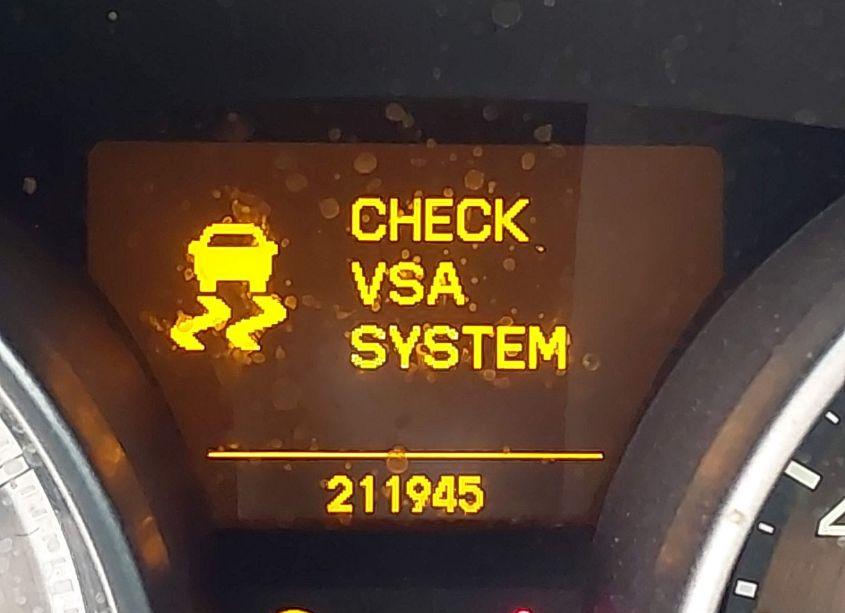 CHECK
VSA
SYSTEM
211945